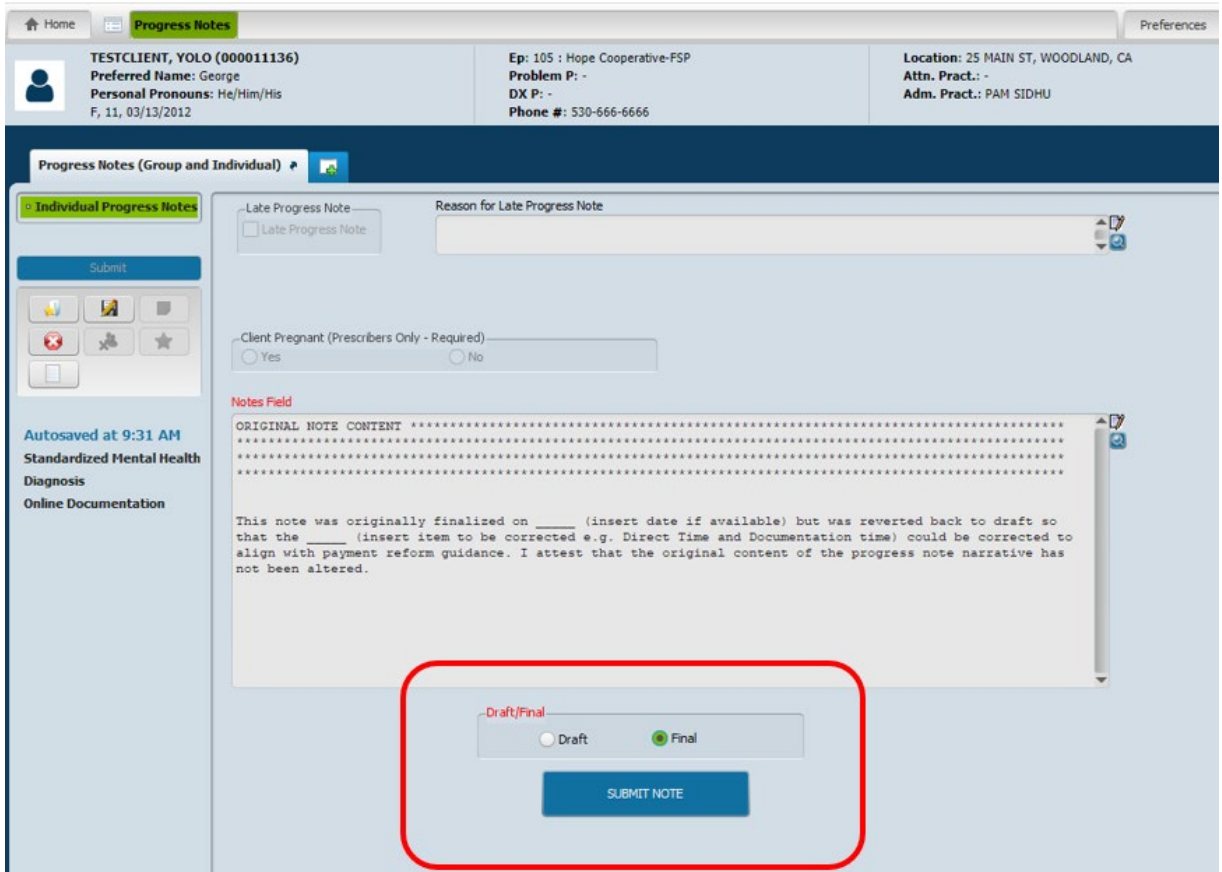 Home
Progress Notes
Preferences
TESTCLIENT, YOLO (000011136)
Preferred Name: George
Personal Pronouns: He/Him/His
F, 11, 03/13/2012
Ep: 105 : Hope Cooperative-FSP
Problem P: -
DX P: -
Phone #: 530-666-6666
Location: 25 MAIN ST, WOODLAND, CA
Attn. Pract.: -
Adm. Pract.: PAM SIDHU
Progress Notes (Group and Individual)
Individual Progress Notes
Submit
Autosaved at 9:31 AM
Standardized Mental Health
Diagnosis
Online Documentation
Late Progress Note
Late Progress Note
Reason for Late Progress Note
Client Pregnant (Prescribers Only - Required)
Yes No
Notes Field
ORIGINAL NOTE CONTENT ***********************************************************************************
*********************************************************************************************************
*********************************************************************************************************
*********************************************************************************************************
This note was originally finalized on _____ (insert date if available) but was reverted back to draft so
that the _____ (insert item to be corrected e.g. Direct Time and Documentation time) could be corrected to
align with payment reform guidance. I attest that the original content of the progress note narrative has
not been altered.
Draft/Final
Draft Final
SUBMIT NOTE